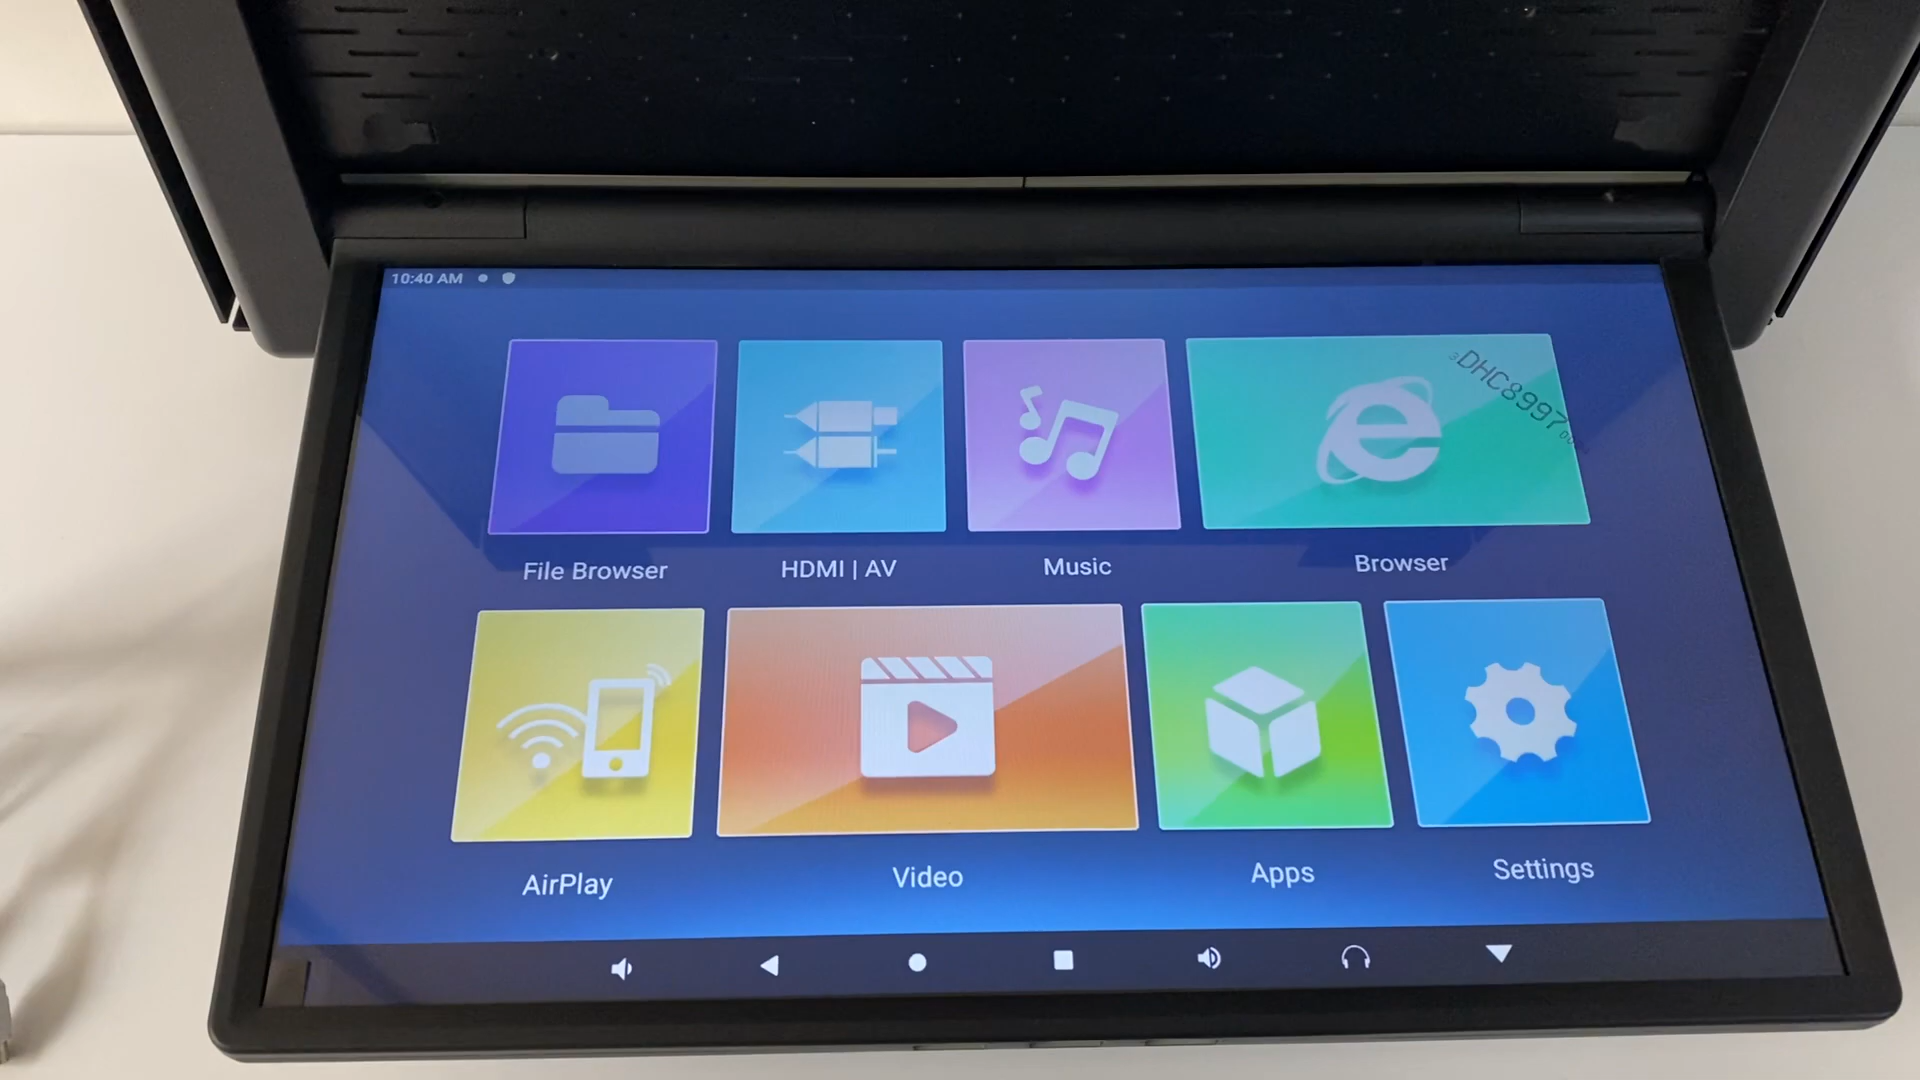 10:40 AM
DHC8997
File Browser
HDMI | AV
Music
Browser
AirPlay
Video
Apps
Settings